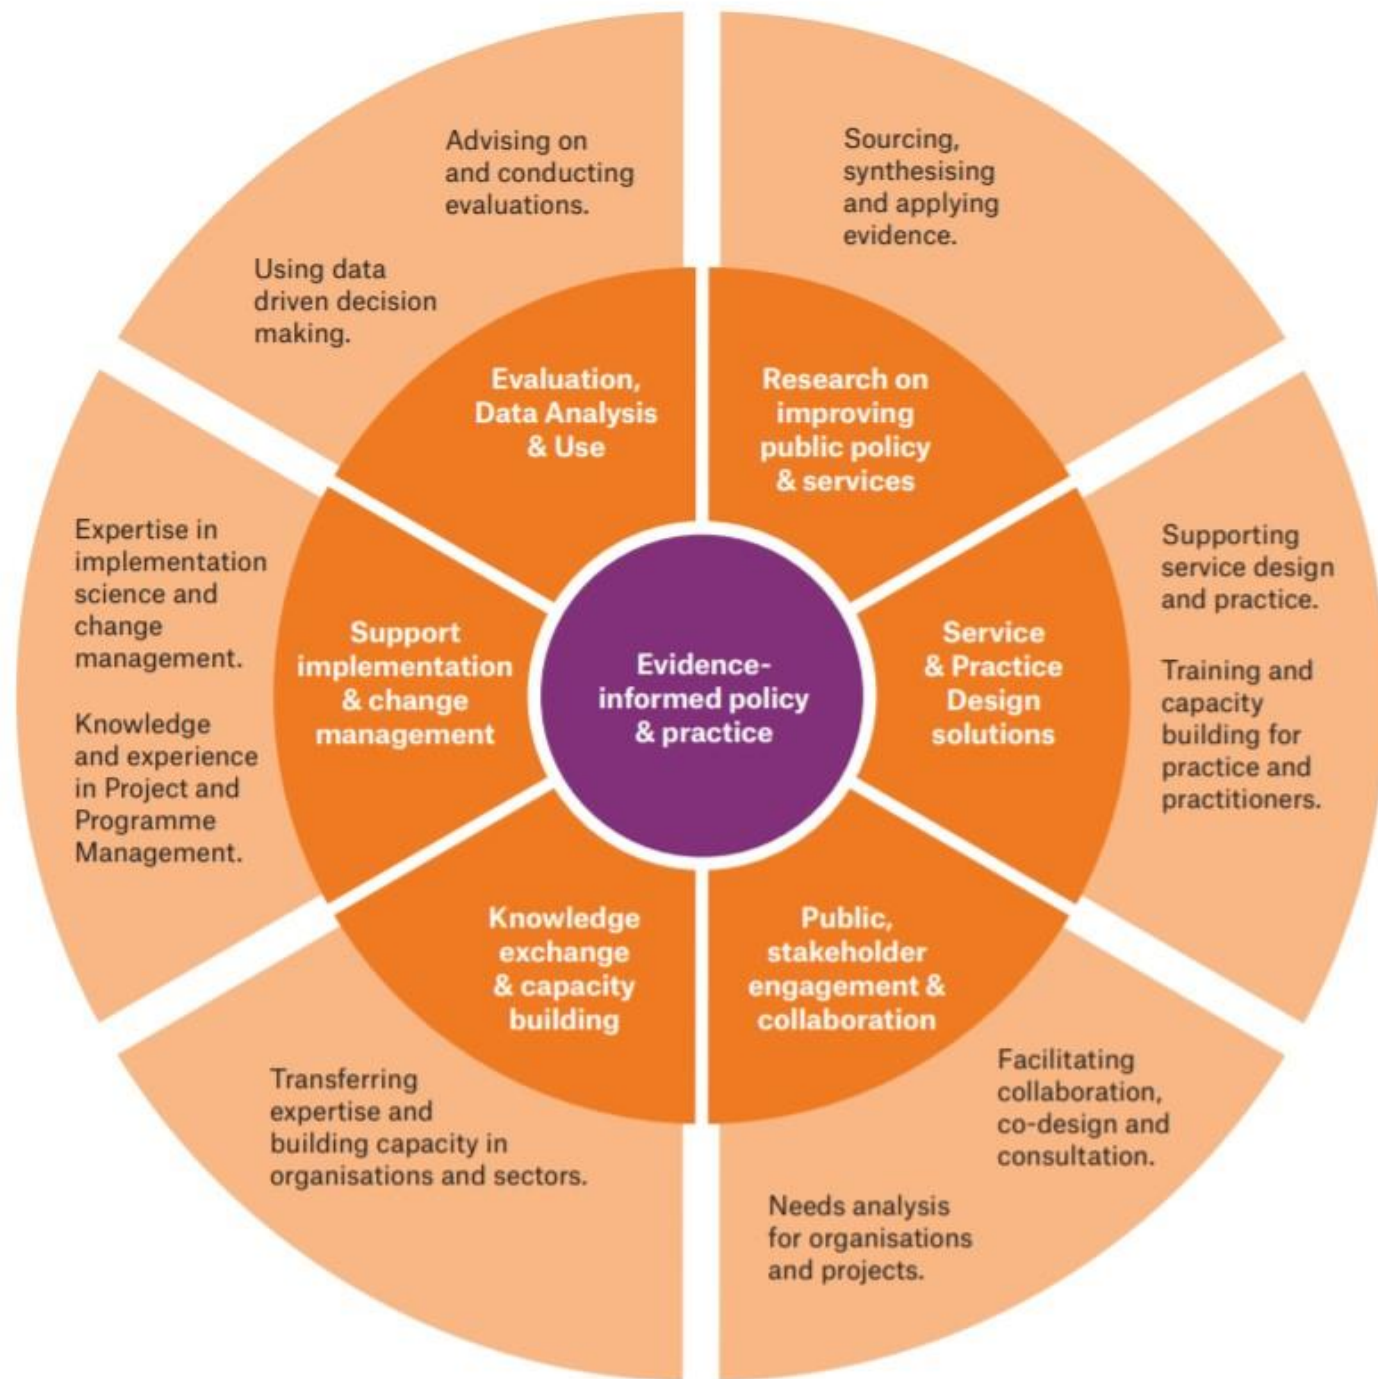 Advising on
and conducting
evaluations.
Using data
driven decision
making.
Sourcing,
synthesising
and applying
evidence.
Evaluation,
Data Analysis
& Use
Research on
improving
public policy
& services
Expertise in
implementation
science and
change
management.
Knowledge
and experience
in Project and
Programme
Management.
Support
implementation
& change
management
Evidence-
informed policy
& practice
Service
& Practice
Design
solutions
Supporting
service design
and practice.
Training and
capacity
building for
practice and
practitioners.
Knowledge
exchange
& capacity
building
Public,
stakeholder
engagement &
collaboration
Transferring
expertise and
building capacity in
organisations and sectors.
Facilitating
collaboration,
co-design and
consultation.
Needs analysis
for organisations
and projects.